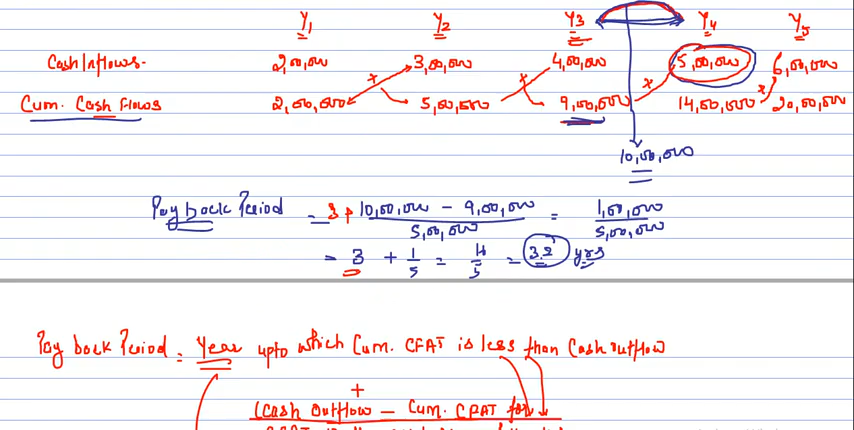 Y1 Y2 Y3 Y4 Y5
Cash Inflows- 2,00,000 3,00,000 4,00,000 5,00,000 6,00,000
Cum. Cash flows 2,00,000 5,00,000 9,00,000 14,00,000 20,00,000
10,00,000
Pay back Period = 3 + 10,00,000 - 9,00,000 / 5,00,000 = 1,00,000 / 5,00,000
= 3 + 1/5 = 16/5 = 3.2 yrs
Pay back Period = Year upto which Cum. CFAT is less than Cash outflow
+
(Cash outflow - Cum. CFAT for